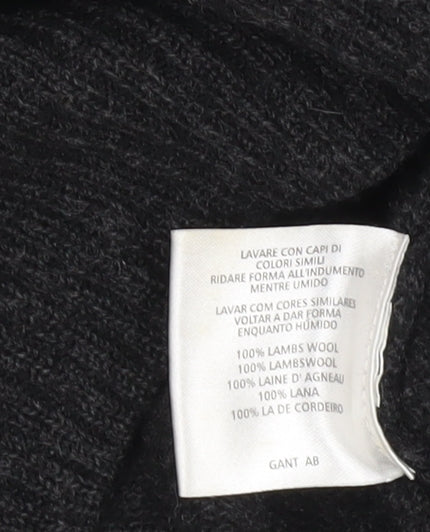 LAVARE CON CAPI DI
COLORI SIMILI
RIDARE FORMA ALL'INDUMENTO
MENTRE UMIDO
LAVAR COM CORES SIMILARES
VOLTAR A DAR FORMA
ENQUANTO HÚMIDO
100% LAMBS WOOL
100% LAMBSWOOL
100% LAINE D' AGNEAU
100% LANA
100% LA DE CORDEIRO
GANT AB